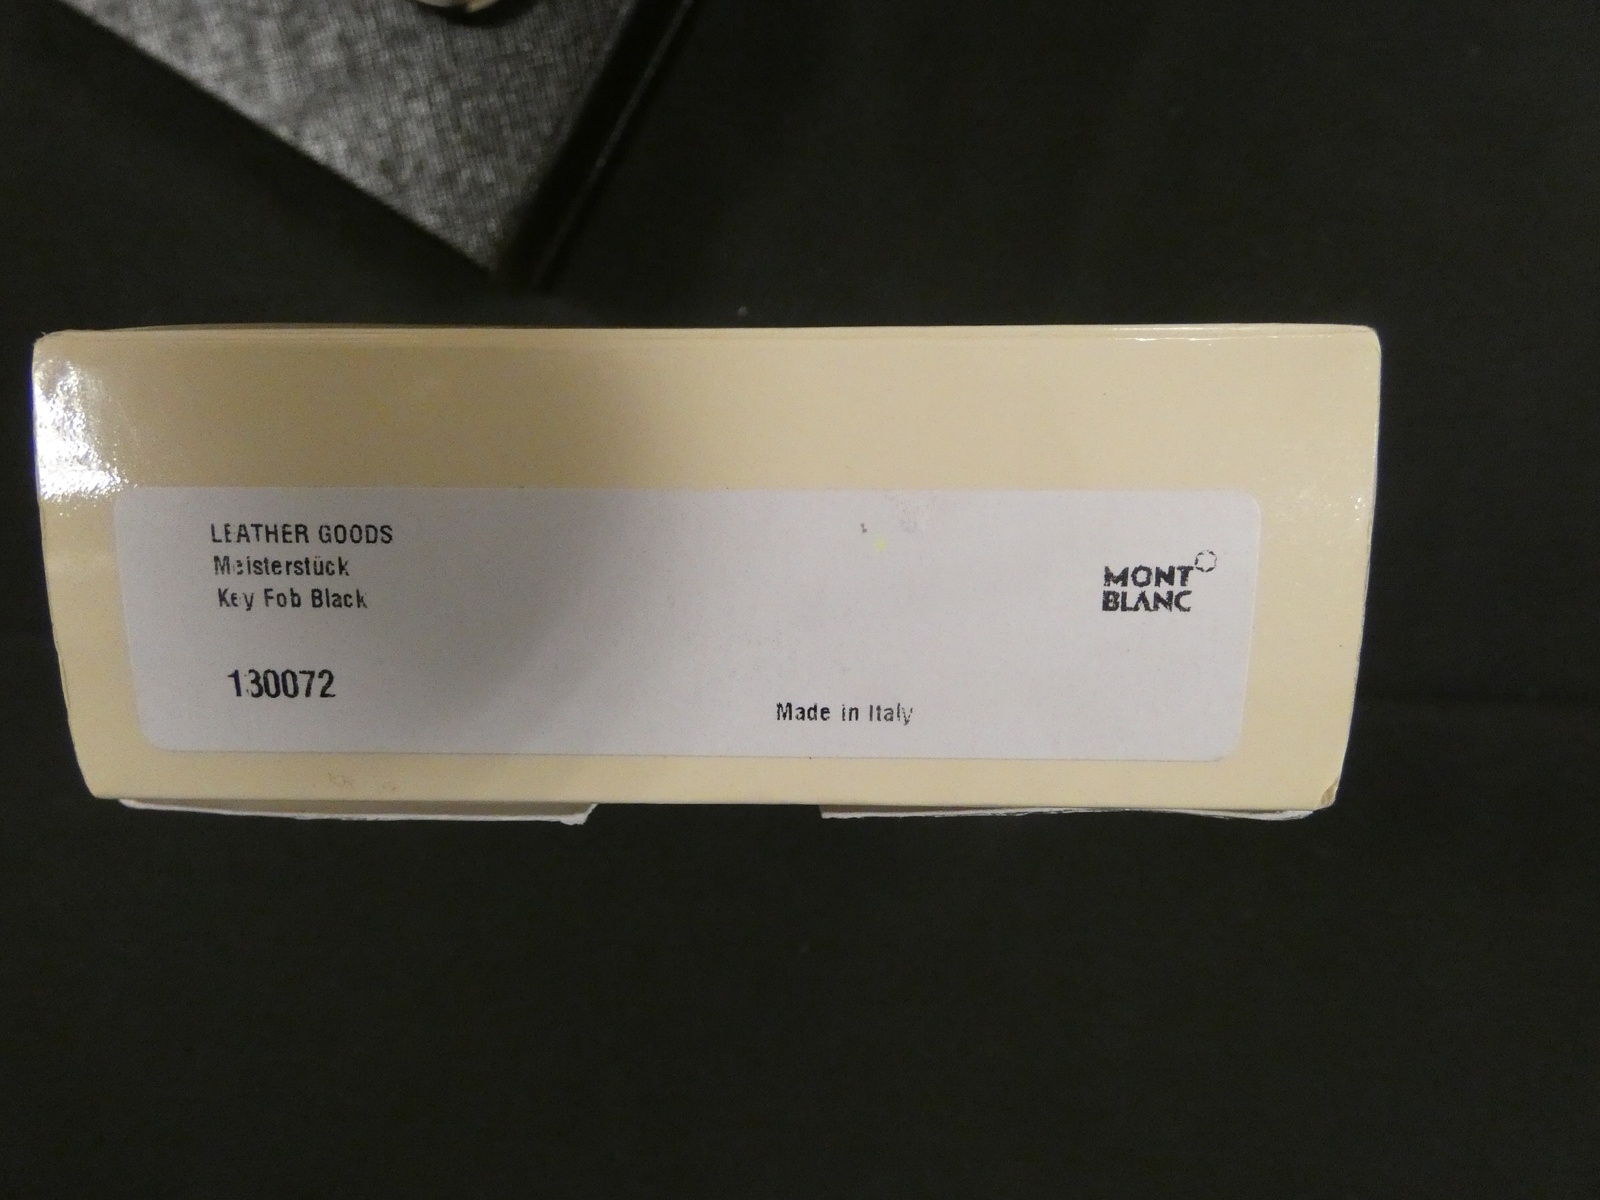 LEATHER GOODS
Meisterstück
Key Fob Black
MONT
BLANC
130072
Made in Italy